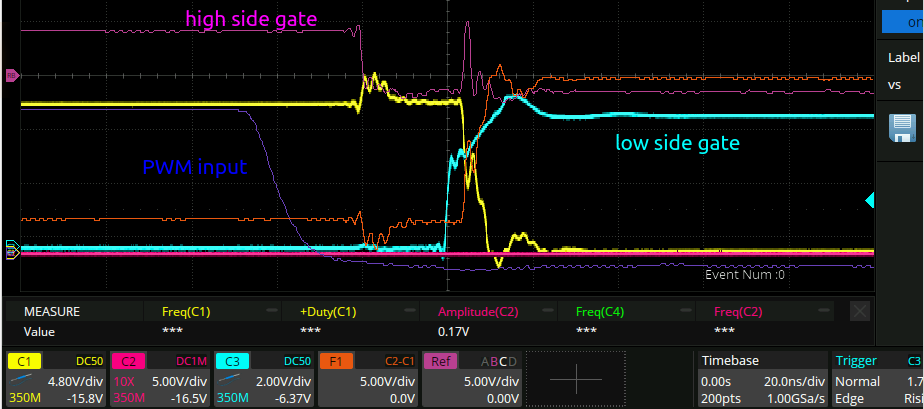 high side gate
on
Label
vs
PWM input
low side gate
Event Num :0
MEASURE Freq(C1) +Duty(C1) Amplitude(C2) Freq(C4) Freq(C2)
Value *** *** 0.17V *** ***
C1 DC50 C2 DC1M C3 DC50 F1 C2-C1 Ref ABCD Timebase Trigger C3
4.80V/div 10X 5.00V/div 2.00V/div 5.00V/div 5.00V/div 0.00s 20.0ns/div Normal 1.7
350M -15.8V 350M -16.5V 350M -6.37V 0.0V 0.00V 200pts 1.00GSa/s Edge Ris